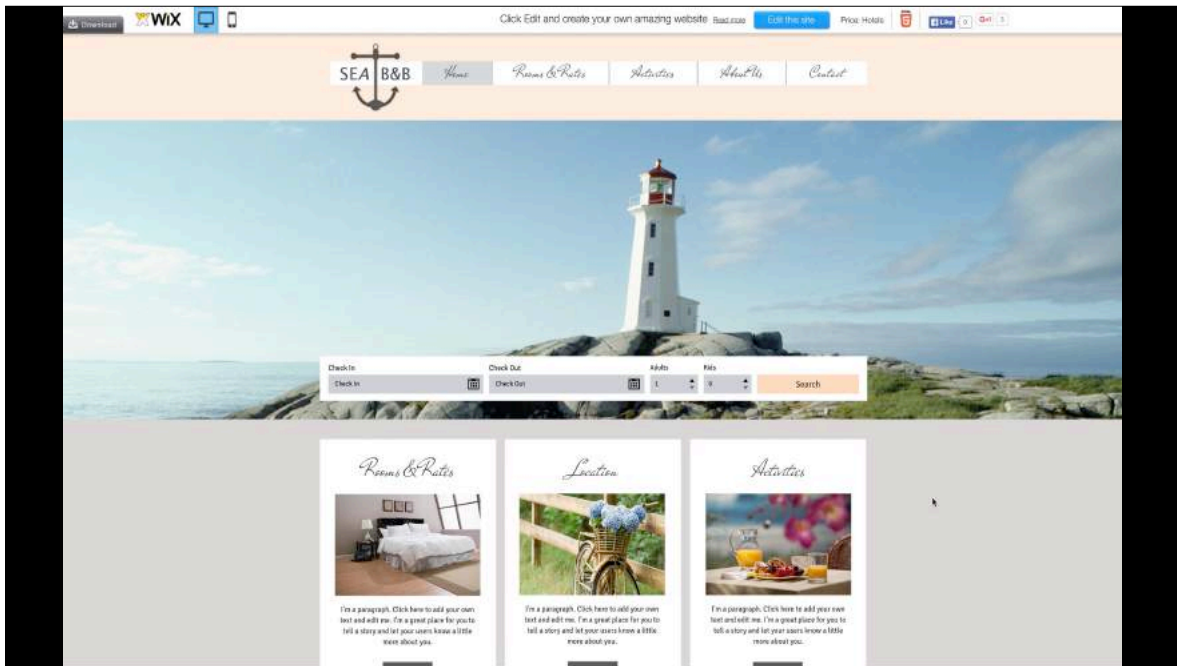 Download
WiX
Click Edit and create your own amazing website Read more
Edit this site
Price
Hotels
Like 0
G+1
SEA B&B
Home
Rooms & Rates
Activities
About Us
Contact
Check In
Check Out
Adults
Kids
Check In
Check Out
1
0
Search
Rooms & Rates
Location
Activities
I'm a paragraph. Click here to add your own
text and edit me. I'm a great place for you to
tell a story and let your users know a little
more about you.
I'm a paragraph. Click here to add your own
text and edit me. I'm a great place for you to
tell a story and let your users know a little
more about you.
I'm a paragraph. Click here to add your own
text and edit me. I'm a great place for you to
tell a story and let your users know a little
more about you.